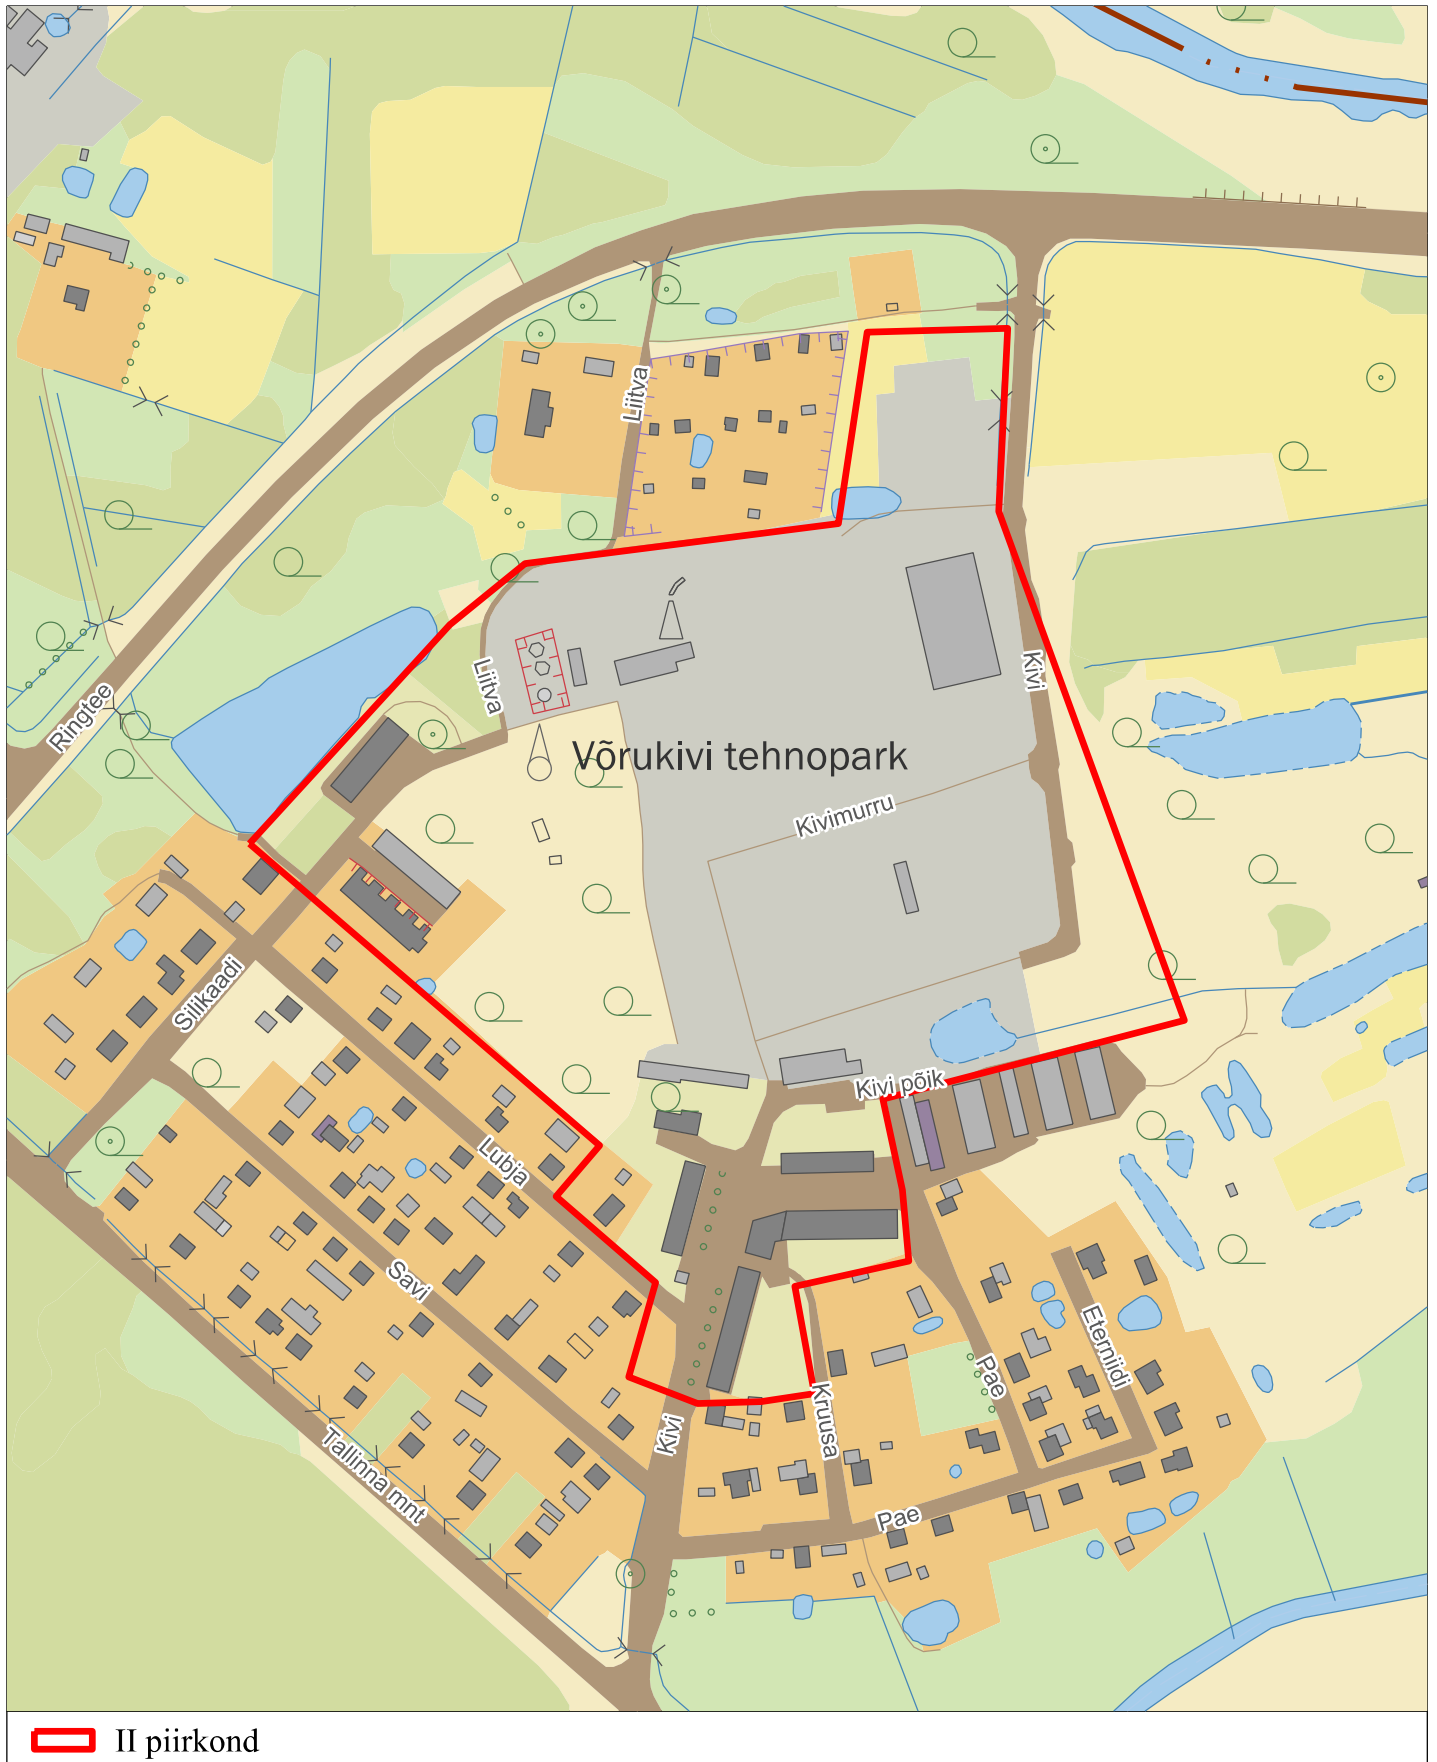 Liitva
Kivi
Liitva
Ringtee
Võrukivi tehnopark
Kivimurru
Silikaadi
Kivi põik
Lubja
Savi
Eterniidi
Pae
Kruusa
Kivi
Tallinna mnt
Pae
II piirkond